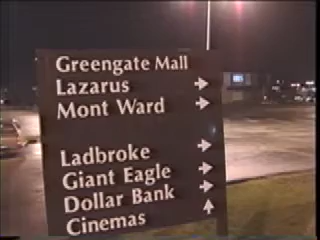 Greengate Mall
Lazarus
Mont Ward
Ladbroke
Giant Eagle
Dollar Bank
Cinemas